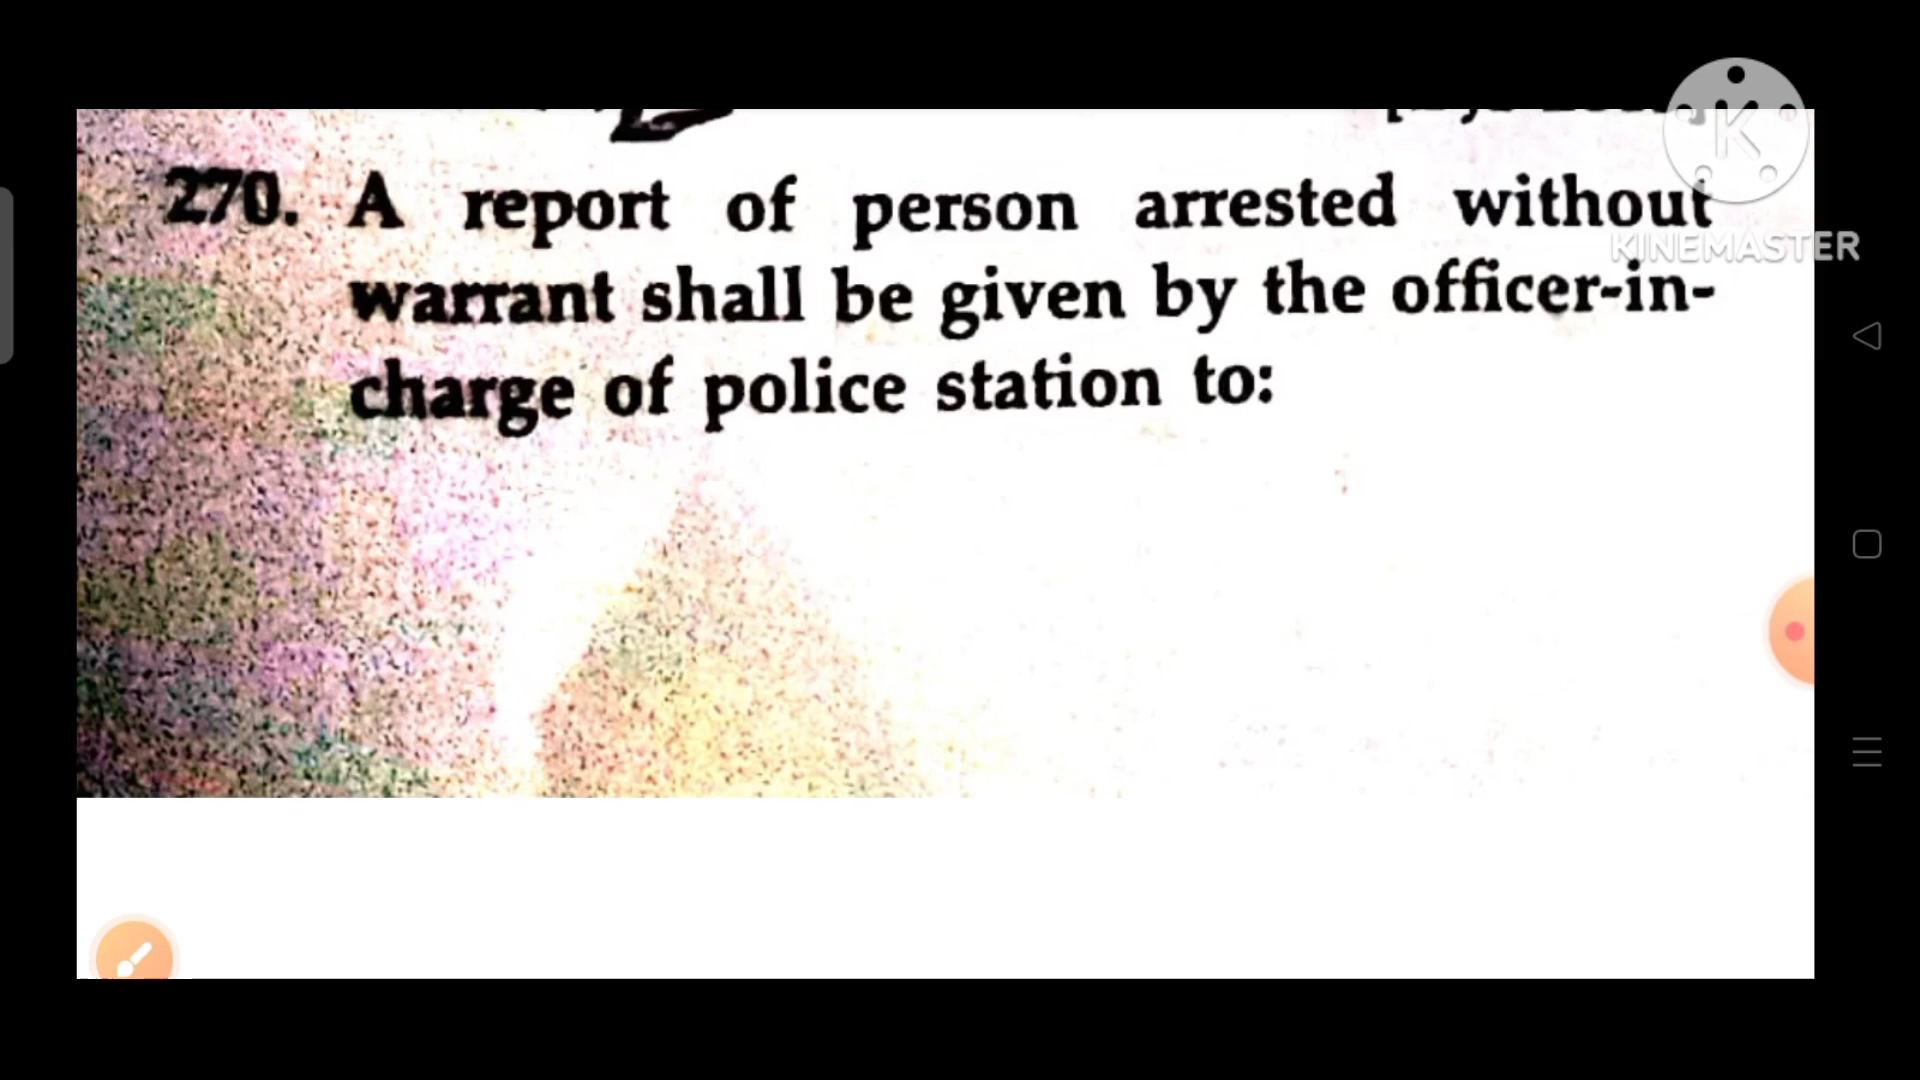 270. A report of person arrested without
warrant shall be given by the officer-in-
charge of police station to:
KINEMASTER